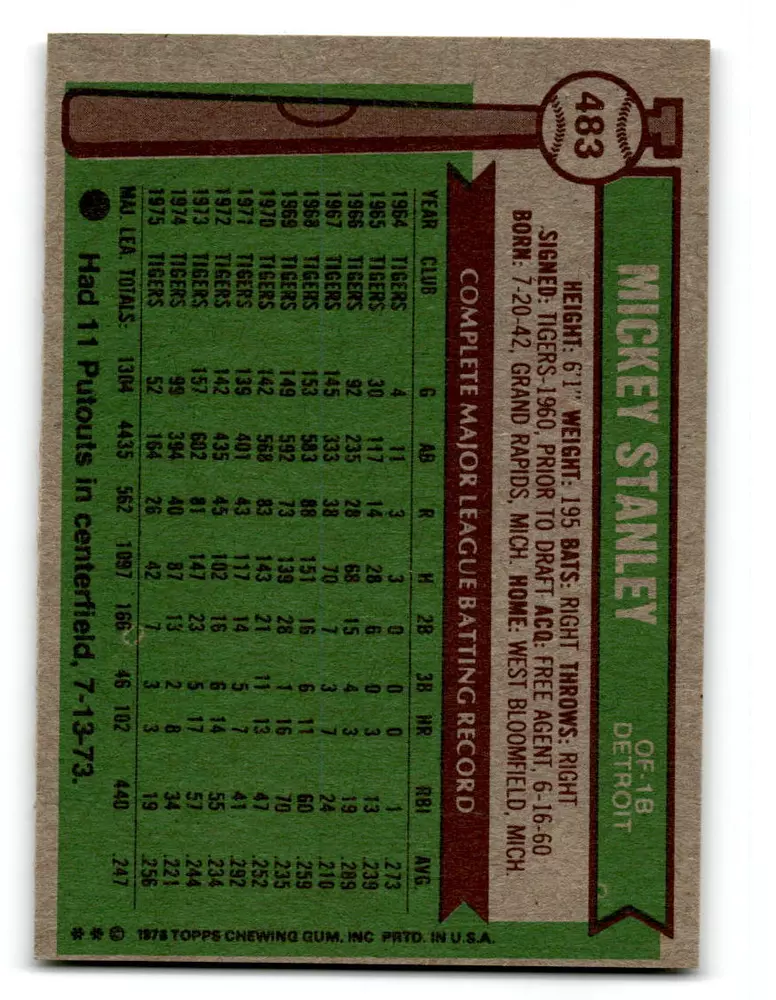 483
MICKEY STANLEY
OF-1B
DETROIT
HEIGHT: 6'1" WEIGHT: 195 BATS: RIGHT THROWS: RIGHT
SIGNED: TIGERS-1960, PRIOR TO DRAFT ACQ: FREE AGENT, 6-16-60
BORN: 7-20-42, GRAND RAPIDS, MICH. HOME: WEST BLOOMFIELD, MICH.
COMPLETE MAJOR LEAGUE BATTING RECORD
YEAR CLUB G AB R H 2B 3B HR RBI AVG.
1964 TIGERS 4 11 3 3 0 0 0 1 .273
1965 TIGERS 30 117 14 28 6 0 3 13 .239
1966 TIGERS 92 235 28 68 15 4 3 19 .289
1967 TIGERS 145 333 38 70 7 3 7 24 .210
1968 TIGERS 153 583 88 151 16 6 11 60 .259
1969 TIGERS 149 592 73 139 28 1 16 70 .235
1970 TIGERS 142 568 83 143 21 11 13 47 .252
1971 TIGERS 139 401 43 117 14 5 7 41 .292
1972 TIGERS 142 435 45 102 16 6 14 55 .234
1973 TIGERS 157 602 81 147 23 5 17 57 .244
1974 TIGERS 99 394 40 87 13 2 8 34 .221
1975 TIGERS 52 164 26 42 7 3 3 19 .256
MAJ. LEA. TOTALS: 1304 4435 562 1097 166 46 102 440 .247
Had 11 Putouts in centerfield, 7-13-73.
* * © 1976 TOPPS CHEWING GUM, INC PRTD. IN U.S.A.